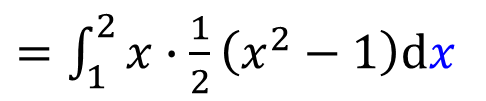 = ∫₁² x · ½ (x² − 1)dx